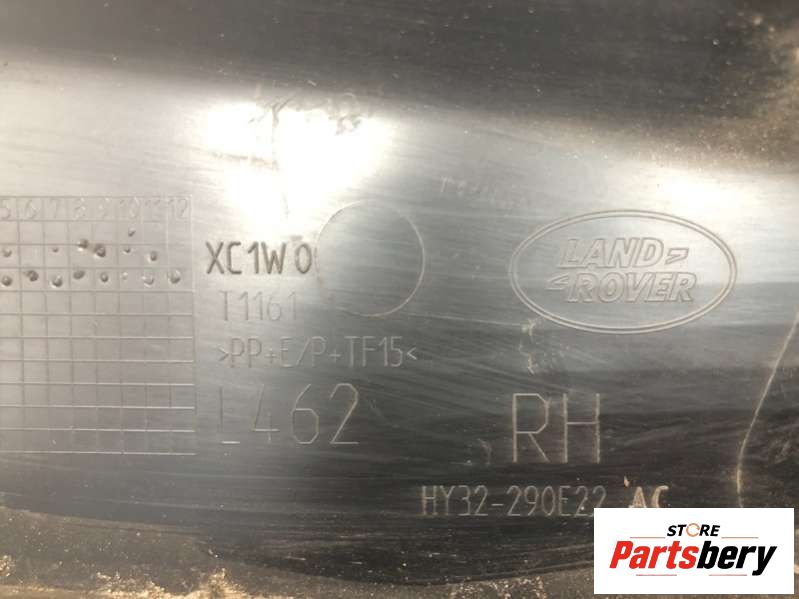 5 6 7 8 9 10 11 12
XC1W0
T1161
>PP+E/P+TF15<
L462
LAND
ROVER
RH
HY32-290E22 AC
STORE
Partsbery